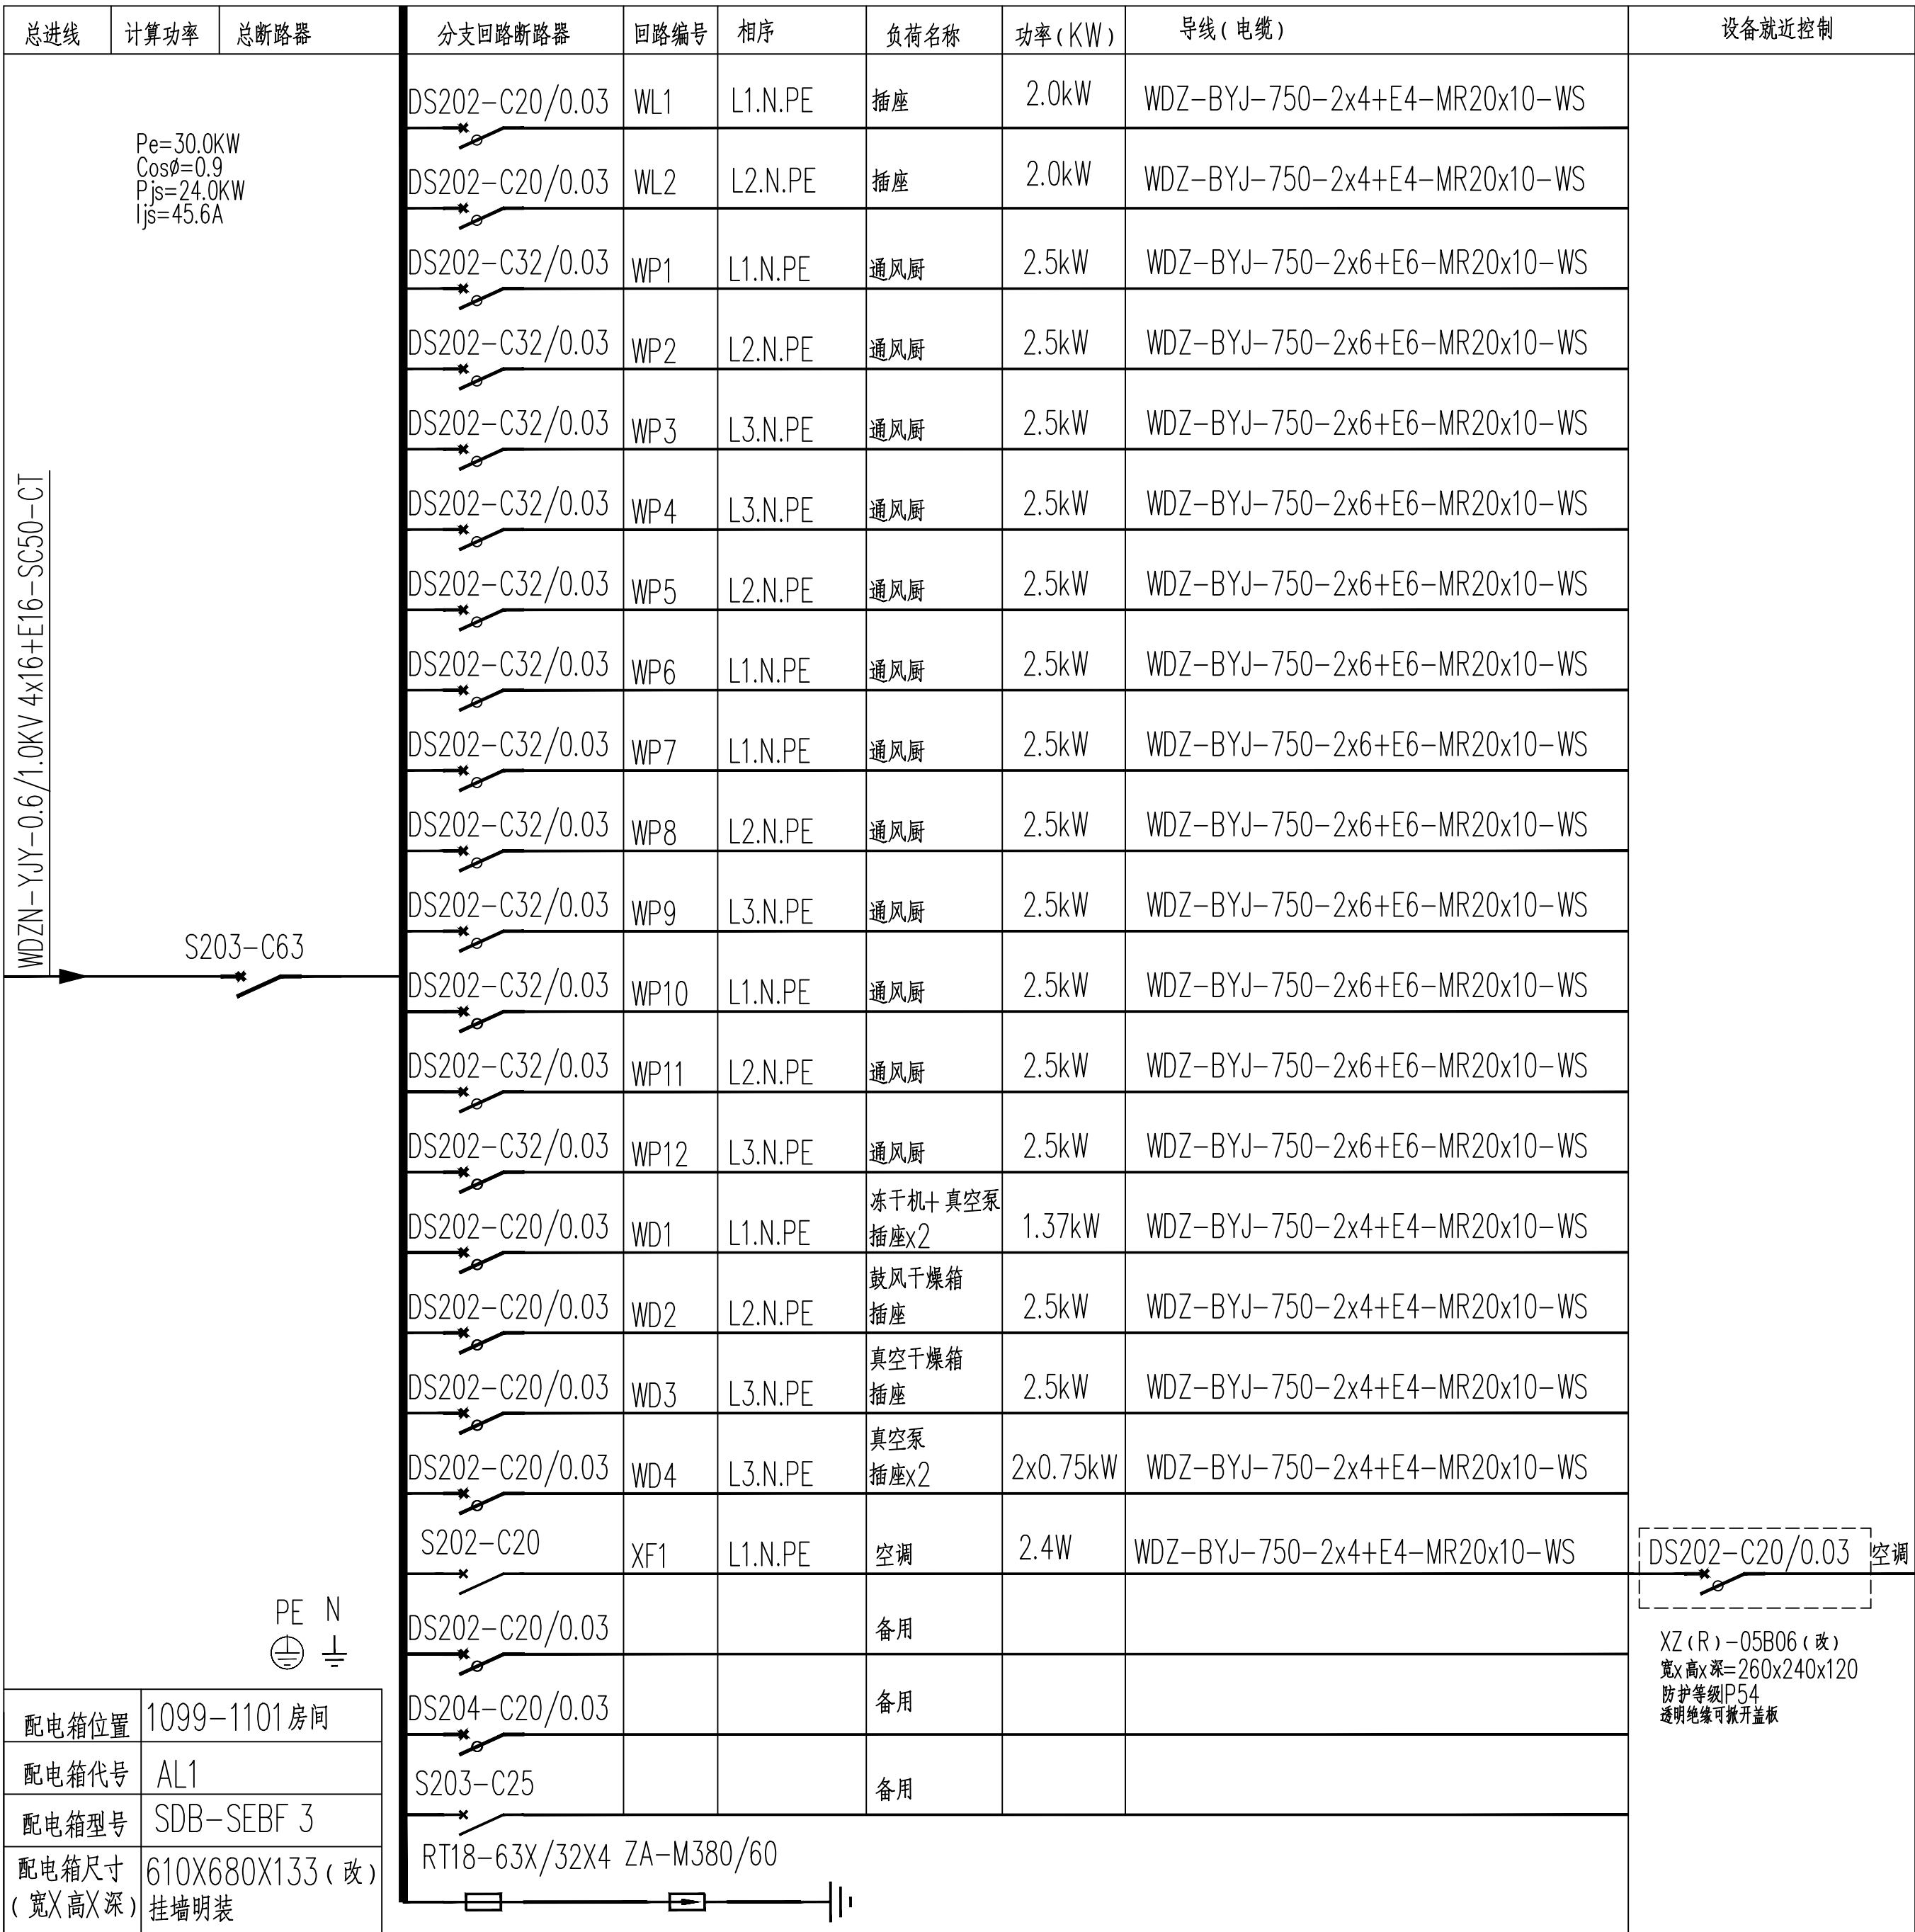 总进线 计算功率 总断路器 分支回路断路器 回路编号 相序 负荷名称 功率(KW) 导线(电缆) 设备就近控制
Pe=30.0KW
Cosø=0.9
Pjs=24.0KW
Ijs=45.6A
WDZN-YJY-0.6/1.0KV 4x16+E16-SC50-CT
S203-C63
DS202-C20/0.03 WL1 L1.N.PE 插座 2.0kW WDZ-BYJ-750-2x4+E4-MR20x10-WS
DS202-C20/0.03 WL2 L2.N.PE 插座 2.0kW WDZ-BYJ-750-2x4+E4-MR20x10-WS
DS202-C32/0.03 WP1 L1.N.PE 通风厨 2.5kW WDZ-BYJ-750-2x6+E6-MR20x10-WS
DS202-C32/0.03 WP2 L2.N.PE 通风厨 2.5kW WDZ-BYJ-750-2x6+E6-MR20x10-WS
DS202-C32/0.03 WP3 L3.N.PE 通风厨 2.5kW WDZ-BYJ-750-2x6+E6-MR20x10-WS
DS202-C32/0.03 WP4 L3.N.PE 通风厨 2.5kW WDZ-BYJ-750-2x6+E6-MR20x10-WS
DS202-C32/0.03 WP5 L2.N.PE 通风厨 2.5kW WDZ-BYJ-750-2x6+E6-MR20x10-WS
DS202-C32/0.03 WP6 L1.N.PE 通风厨 2.5kW WDZ-BYJ-750-2x6+E6-MR20x10-WS
DS202-C32/0.03 WP7 L1.N.PE 通风厨 2.5kW WDZ-BYJ-750-2x6+E6-MR20x10-WS
DS202-C32/0.03 WP8 L2.N.PE 通风厨 2.5kW WDZ-BYJ-750-2x6+E6-MR20x10-WS
DS202-C32/0.03 WP9 L3.N.PE 通风厨 2.5kW WDZ-BYJ-750-2x6+E6-MR20x10-WS
DS202-C32/0.03 WP10 L1.N.PE 通风厨 2.5kW WDZ-BYJ-750-2x6+E6-MR20x10-WS
DS202-C32/0.03 WP11 L2.N.PE 通风厨 2.5kW WDZ-BYJ-750-2x6+E6-MR20x10-WS
DS202-C32/0.03 WP12 L3.N.PE 通风厨 2.5kW WDZ-BYJ-750-2x6+E6-MR20x10-WS
冻干机+真空泵
DS202-C20/0.03 WD1 L1.N.PE 插座x2 1.37kW WDZ-BYJ-750-2x4+E4-MR20x10-WS
鼓风干燥箱
DS202-C20/0.03 WD2 L2.N.PE 插座 2.5kW WDZ-BYJ-750-2x4+E4-MR20x10-WS
真空干燥箱
DS202-C20/0.03 WD3 L3.N.PE 插座 2.5kW WDZ-BYJ-750-2x4+E4-MR20x10-WS
真空泵
DS202-C20/0.03 WD4 L3.N.PE 插座x2 2x0.75kW WDZ-BYJ-750-2x4+E4-MR20x10-WS
S202-C20 XF1 L1.N.PE 空调 2.4W WDZ-BYJ-750-2x4+E4-MR20x10-WS DS202-C20/0.03 空调
DS202-C20/0.03 备用
DS204-C20/0.03 备用
S203-C25 备用
RT18-63X/32X4 ZA-M380/60
XZ(R)-05B06(改)
宽x高x深=260x240x120
防护等级IP54
透明绝缘可掀开盖板
PE N
配电箱位置 1099-1101房间
配电箱代号 AL1
配电箱型号 SDB-SEBF 3
配电箱尺寸 610X680X133(改)
(宽X高X深) 挂墙明装